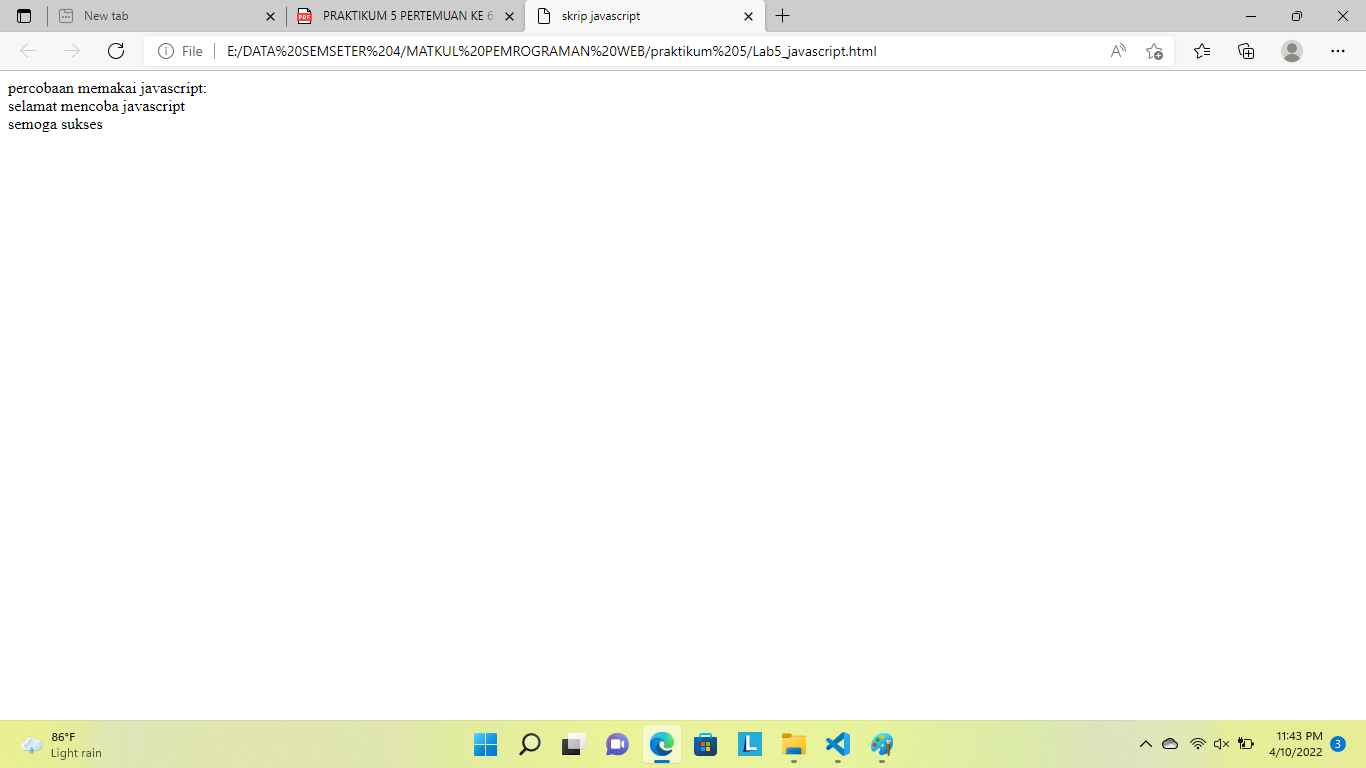 New tab
PRAKTIKUM 5 PERTEMUAN KE 6
skrip javascript
File
E:/DATA%20SEMSETER%204/MATKUL%20PEMROGRAMAN%20WEB/praktikum%205/Lab5_javascript.html
percobaan memakai javascript:
selamat mencoba javascript
semoga sukses
86°F
Light rain
11:43 PM
4/10/2022
3